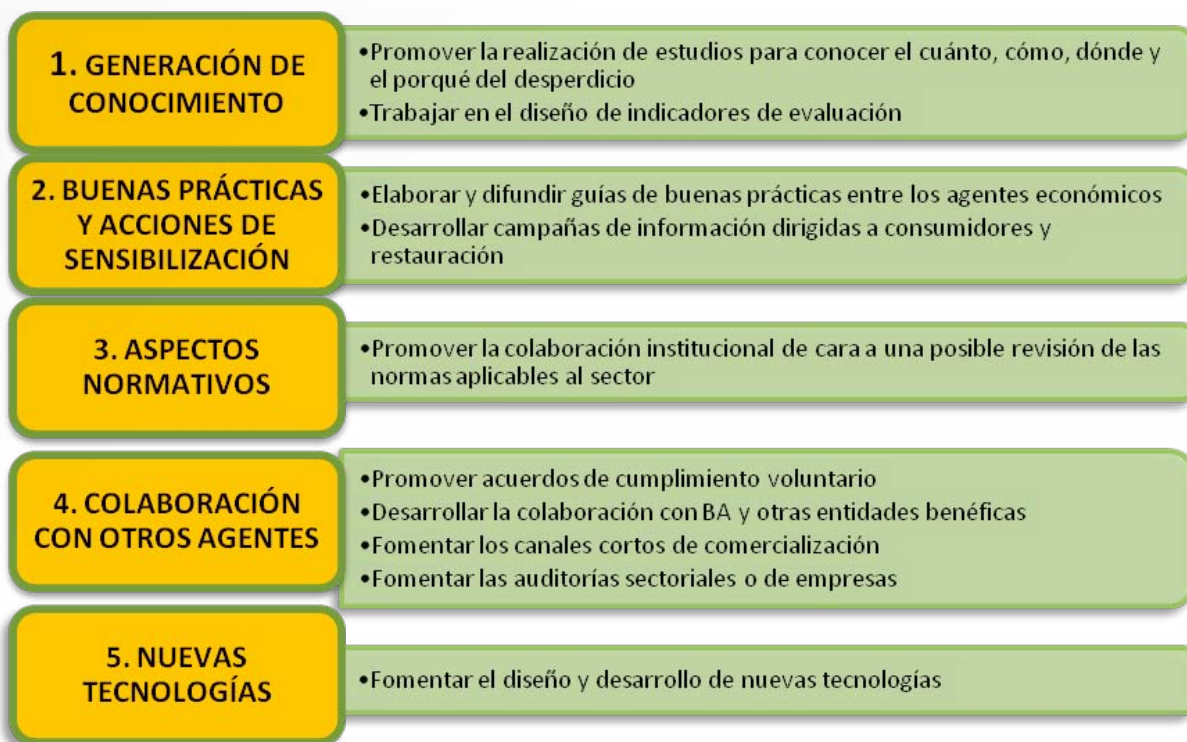 1. GENERACIÓN DE
CONOCIMIENTO
•Promover la realización de estudios para conocer el cuánto, cómo, dónde y
el porqué del desperdicio
•Trabajar en el diseño de indicadores de evaluación
2. BUENAS PRÁCTICAS
Y ACCIONES DE
SENSIBILIZACIÓN
•Elaborar y difundir guías de buenas prácticas entre los agentes económicos
•Desarrollar campañas de información dirigidas a consumidores y
restauración
3. ASPECTOS
NORMATIVOS
•Promover la colaboración institucional de cara a una posible revisión de las
normas aplicables al sector
4. COLABORACIÓN
CON OTROS AGENTES
•Promover acuerdos de cumplimiento voluntario
•Desarrollar la colaboración con BA y otras entidades benéficas
•Fomentar los canales cortos de comercialización
•Fomentar las auditorías sectoriales o de empresas
5. NUEVAS
TECNOLOGÍAS
•Fomentar el diseño y desarrollo de nuevas tecnologías